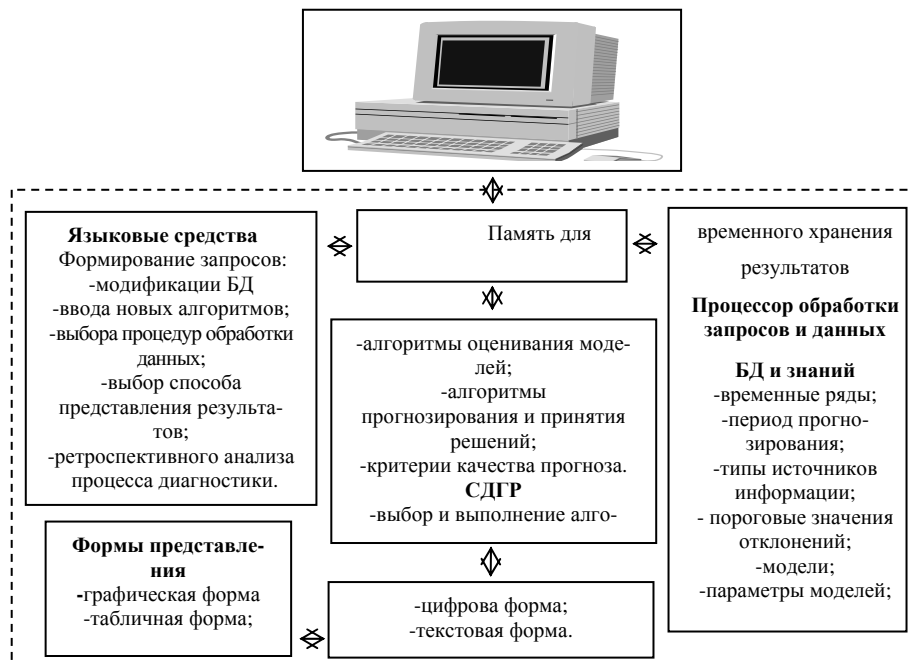 Языковые средства
Формирование запросов:
-модификации БД
-ввода новых алгоритмов;
-выбора процедур обработки
данных;
-выбор способа
представления результа-
тов;
-ретроспективного анализа
процесса диагностики.
Память для
временного хранения
результатов
Процессор обработки
запросов и данных
БД и знаний
-временные ряды;
-период прогно-
зирования;
-типы источников
информации;
- пороговые значения
отклонений;
-модели;
-параметры моделей;
-алгоритмы оценивания моде-
лей;
-алгоритмы
прогнозирования и принятия
решений;
-критерии качества прогноза.
СДГР
-выбор и выполнение алго-
Формы представле-
ния
-графическая форма
-табличная форма;
-цифрова форма;
-текстовая форма.